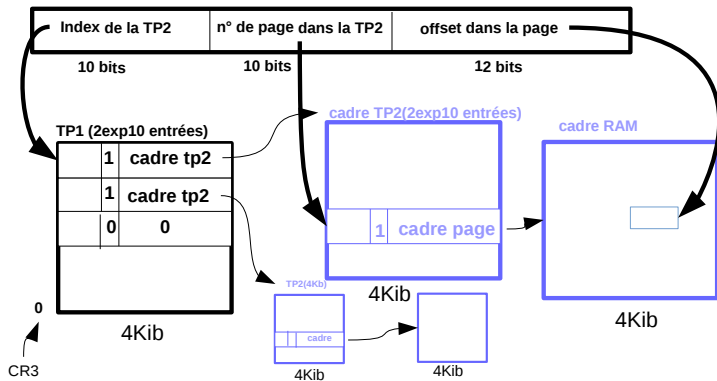 Index de la TP2
n° de page dans la TP2
offset dans la page
10 bits
10 bits
12 bits
TP1 (2exp10 entrées)
cadre TP2(2exp10 entrées)
cadre RAM
1 cadre tp2
1 cadre tp2
0 0
1 cadre page
TP2(4Kb)
cadre
0
4Kib
4Kib
4Kib
4Kib
4Kib
CR3